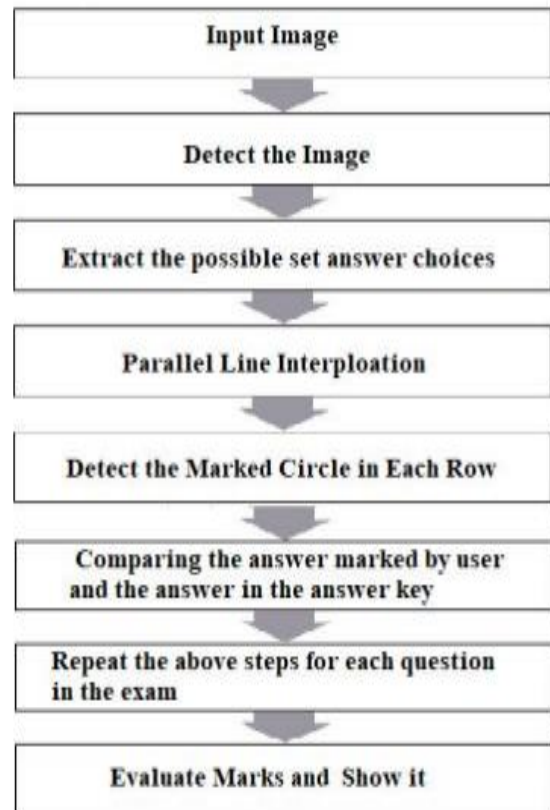 Input Image
Detect the Image
Extract the possible set answer choices
Parallel Line Interploation
Detect the Marked Circle in Each Row
Comparing the answer marked by user
and the answer in the answer key
Repeat the above steps for each question
in the exam
Evaluate Marks and Show it